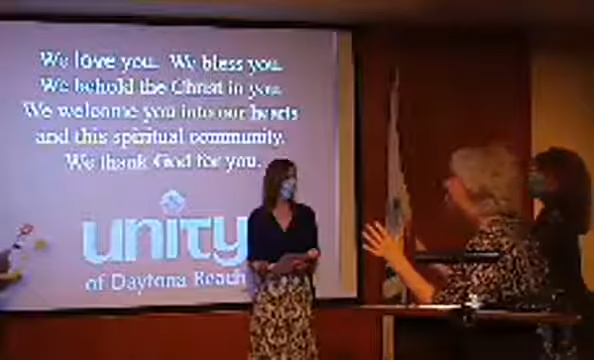 We love you. We bless you.
We behold the Christ in you.
We welcome you into our hearts
and this spiritual community.
We thank God for you.
unity
of Daytona Beach